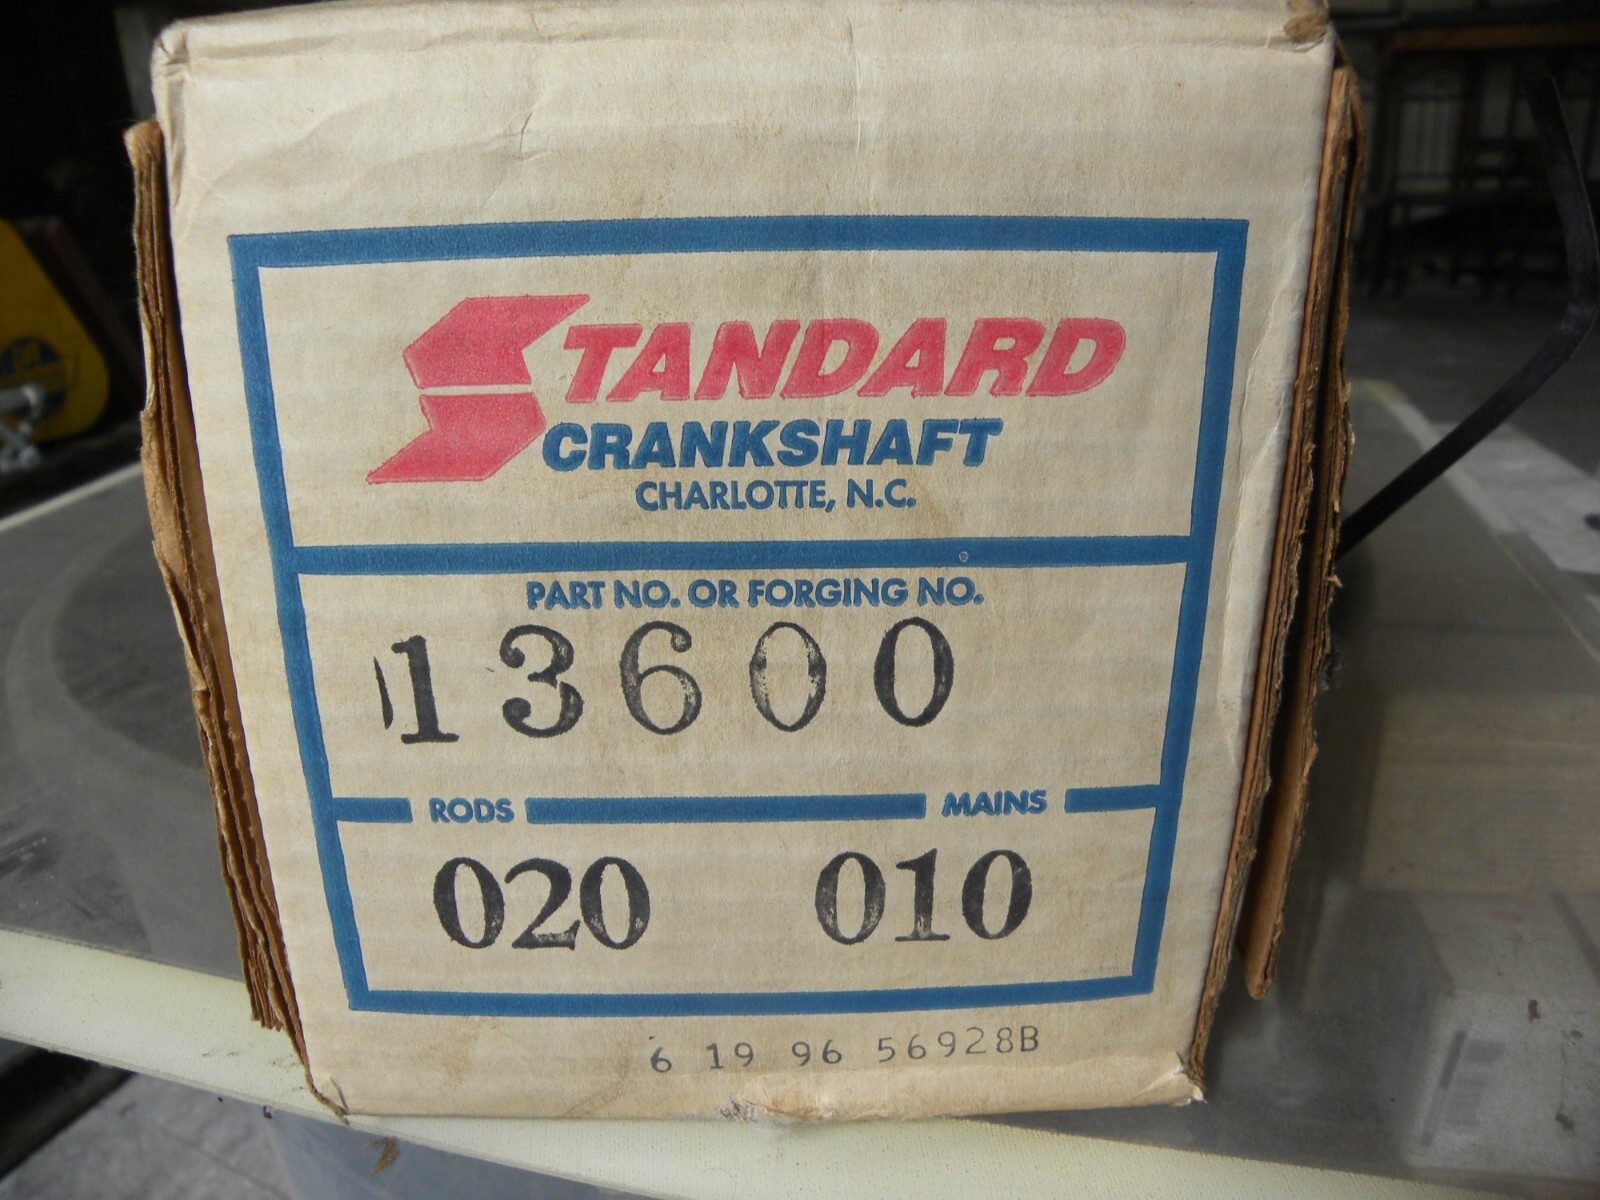 STANDARD
CRANKSHAFT
CHARLOTTE, N.C.
PART NO. OR FORGING NO.
13600
RODS MAINS
020 010
6 19 96 56928B